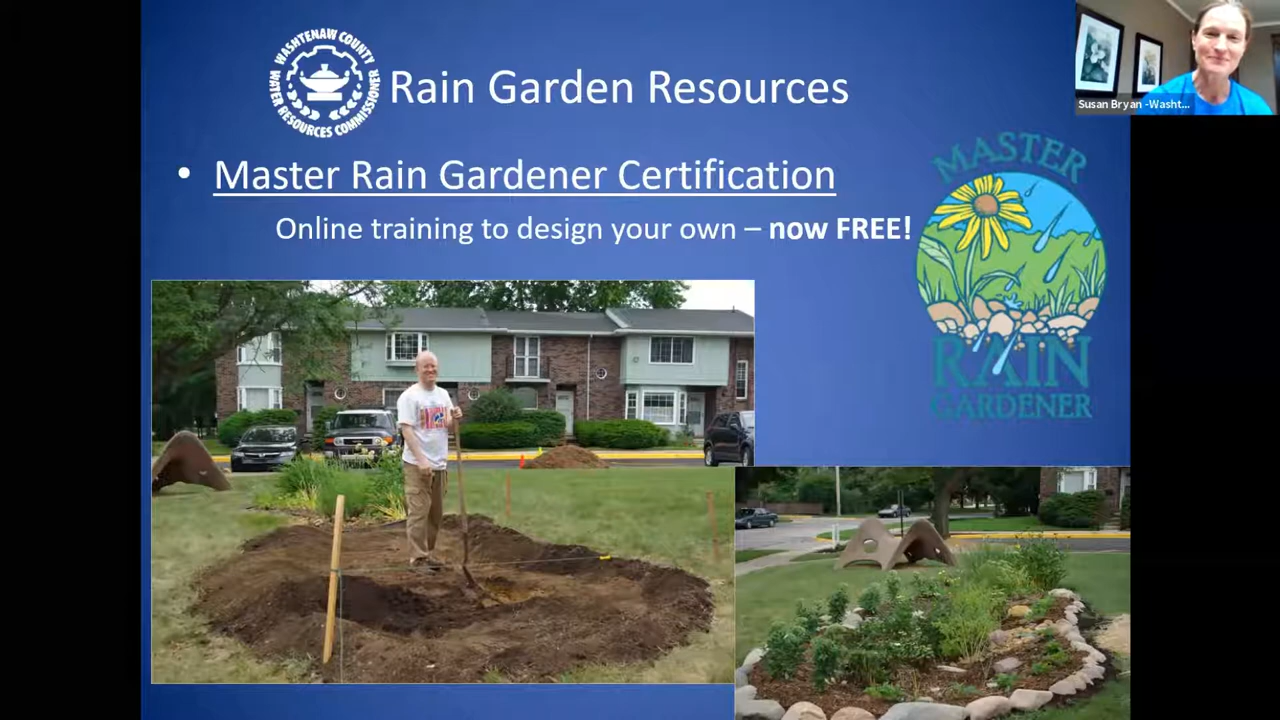 WASHTENAW COUNTY
WATER RESOURCES COMMISSIONER
Rain Garden Resources
Susan Bryan -Washt...
• Master Rain Gardener Certification
Online training to design your own – now FREE!
MASTER
RAIN
GARDENER